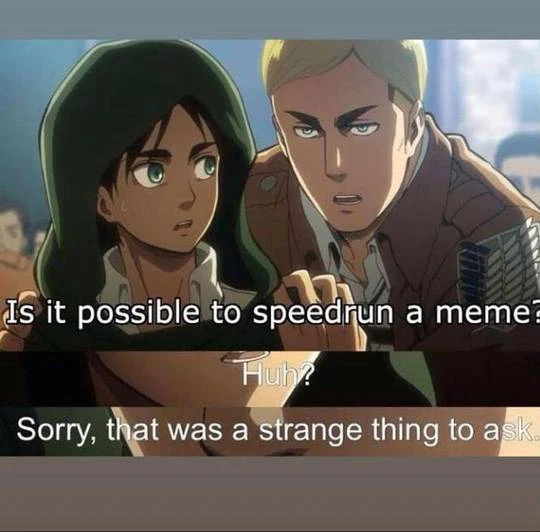 Is it possible to speedrun a meme?
Huh?
Sorry, that was a strange thing to ask.